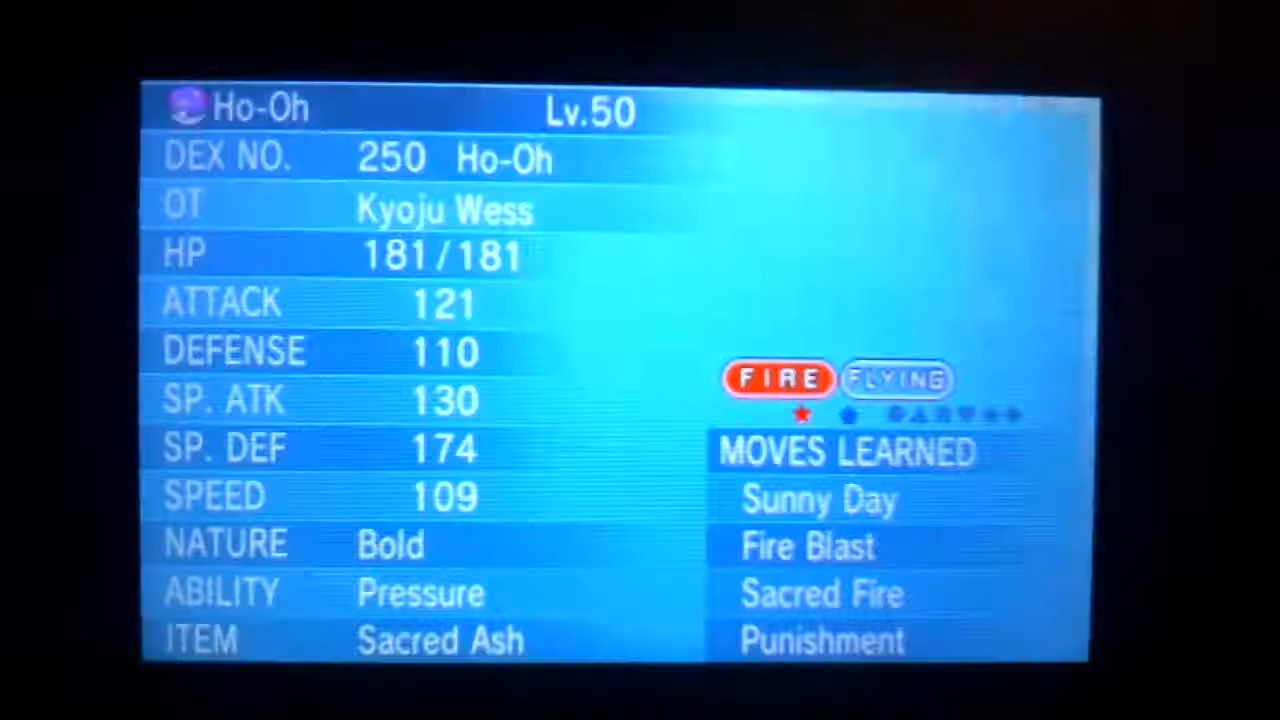 Ho-Oh Lv.50
DEX NO. 250 Ho-Oh
OT Kyoju Wess
HP 181/181
ATTACK 121
DEFENSE 110
SP. ATK 130
SP. DEF 174
SPEED 109
NATURE Bold
ABILITY Pressure
ITEM Sacred Ash
FIRE FLYING
MOVES LEARNED
Sunny Day
Fire Blast
Sacred Fire
Punishment